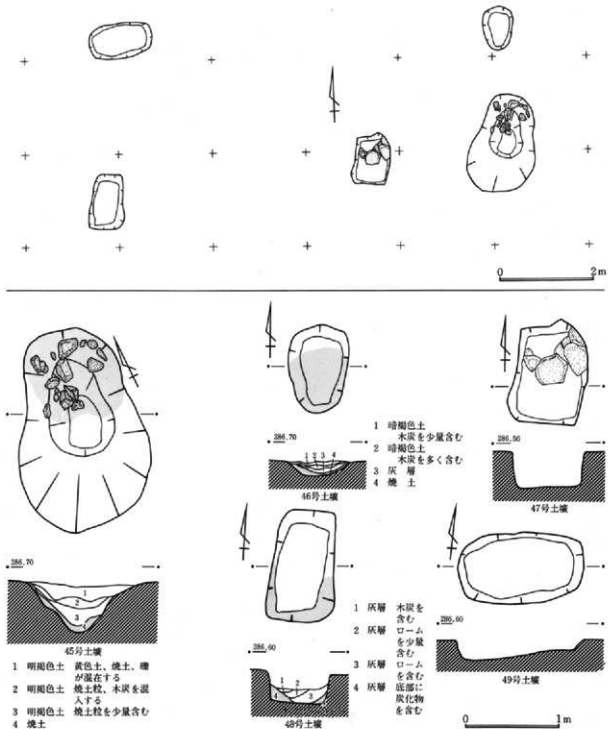 0 2m
286.70
45号土壙
1 明褐色土 黄色土、焼土、礫
が混在する
2 明褐色土 焼土粒、木炭を混
入する
3 明褐色土 焼土粒を少量含む
4 焼土
1 2 3 4
286.70
46号土壙
1 暗褐色土
木炭を少量含む
2 暗褐色土
木炭を多く含む
3 灰層
4 焼土
286.50
47号土壙
286.60
48号土壙
1 灰層 木炭を
含む
2 灰層 ローム
を少量
含む
3 灰層 ローム
を含む
4 灰層 底部に
炭化物
を含む
286.60
49号土壙
0 1m